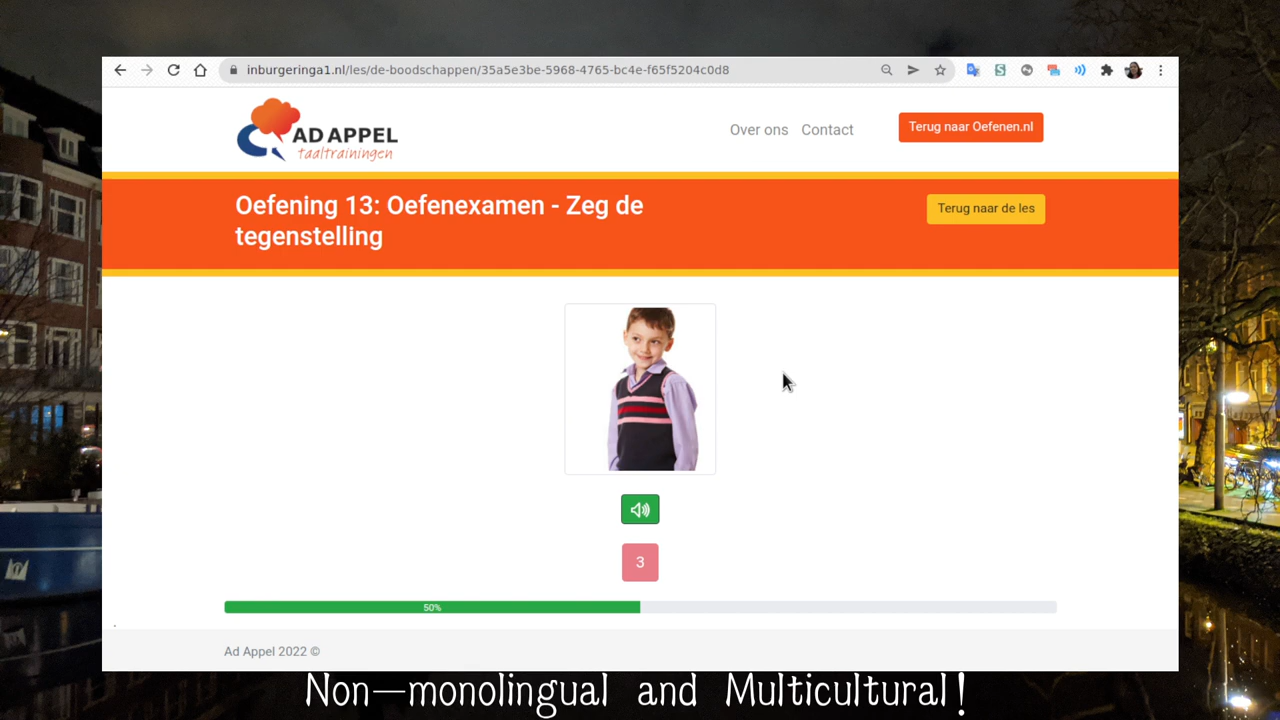 inburgeringa1.nl/les/de-boodschappen/35a5e3be-5968-4765-bc4e-f65f5204c0d8
AD APPEL
taaltrainingen
Over ons
Contact
Terug naar Oefenen.nl
Oefening 13: Oefenexamen - Zeg de
tegenstelling
Terug naar de les
3
50%
Ad Appel 2022 ©
Non-monolingual and Multicultural!